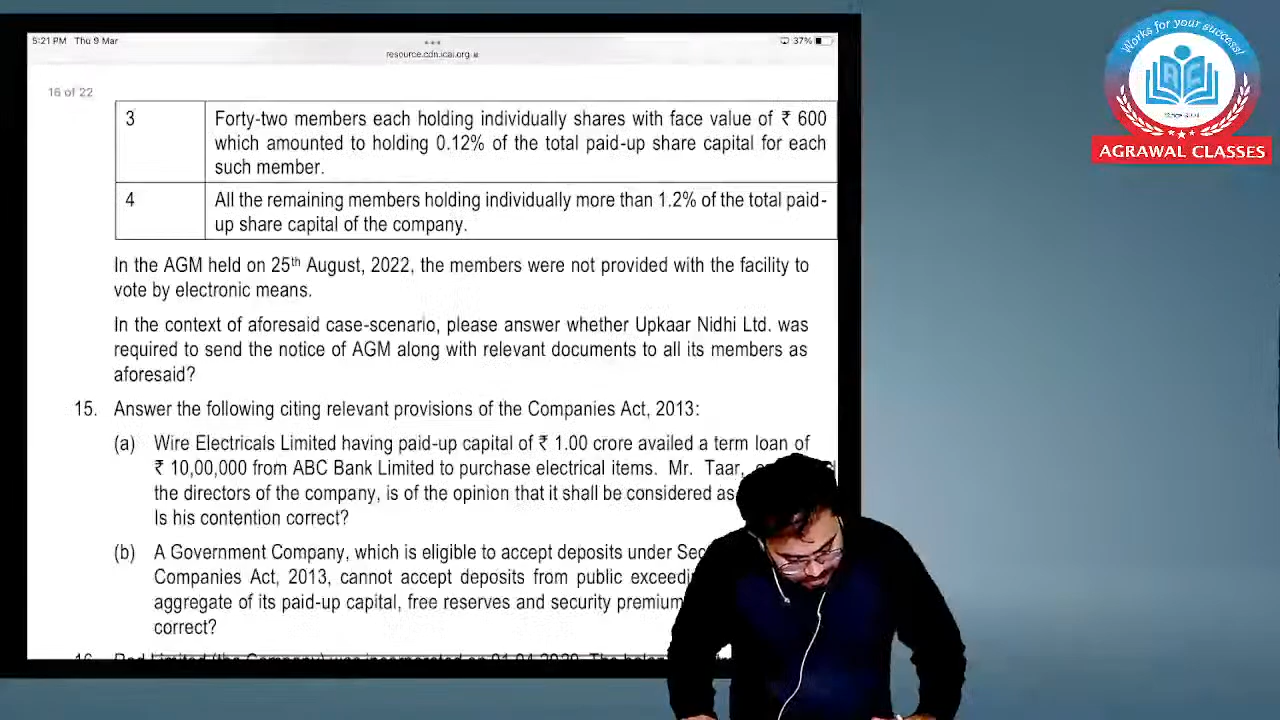 5:21 PM Thu 9 Mar
37%
resource.cdn.icai.org
16 of 22
3 Forty-two members each holding individually shares with face value of ₹ 600
which amounted to holding 0.12% of the total paid-up share capital for each
such member.
4 All the remaining members holding individually more than 1.2% of the total paid-
up share capital of the company.
In the AGM held on 25th August, 2022, the members were not provided with the facility to
vote by electronic means.
In the context of aforesaid case-scenario, please answer whether Upkaar Nidhi Ltd. was
required to send the notice of AGM along with relevant documents to all its members as
aforesaid?
15. Answer the following citing relevant provisions of the Companies Act, 2013:
(a) Wire Electricals Limited having paid-up capital of ₹ 1.00 crore availed a term loan of
₹ 10,00,000 from ABC Bank Limited to purchase electrical items. Mr. Taar,
the directors of the company, is of the opinion that it shall be considered as
Is his contention correct?
(b) A Government Company, which is eligible to accept deposits under
Companies Act, 2013, cannot accept deposits from public
aggregate of its paid-up capital, free reserves and security premium
correct?
Works for your success!
AC
Since 2004
AGRAWAL CLASSES